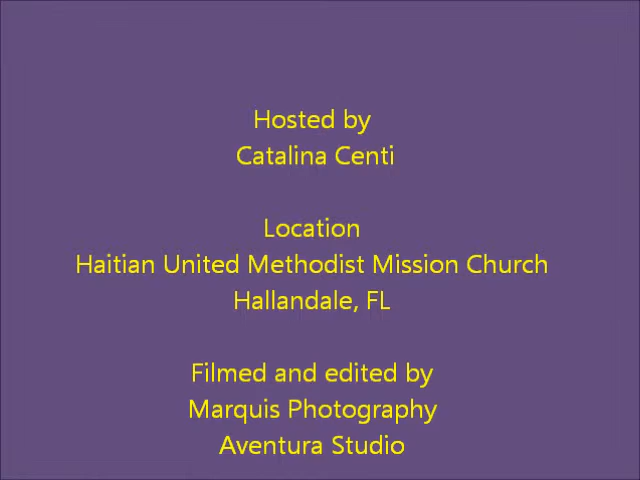 Hosted by
Catalina Centi
Location
Haitian United Methodist Mission Church
Hallandale, FL
Filmed and edited by
Marquis Photography
Aventura Studio